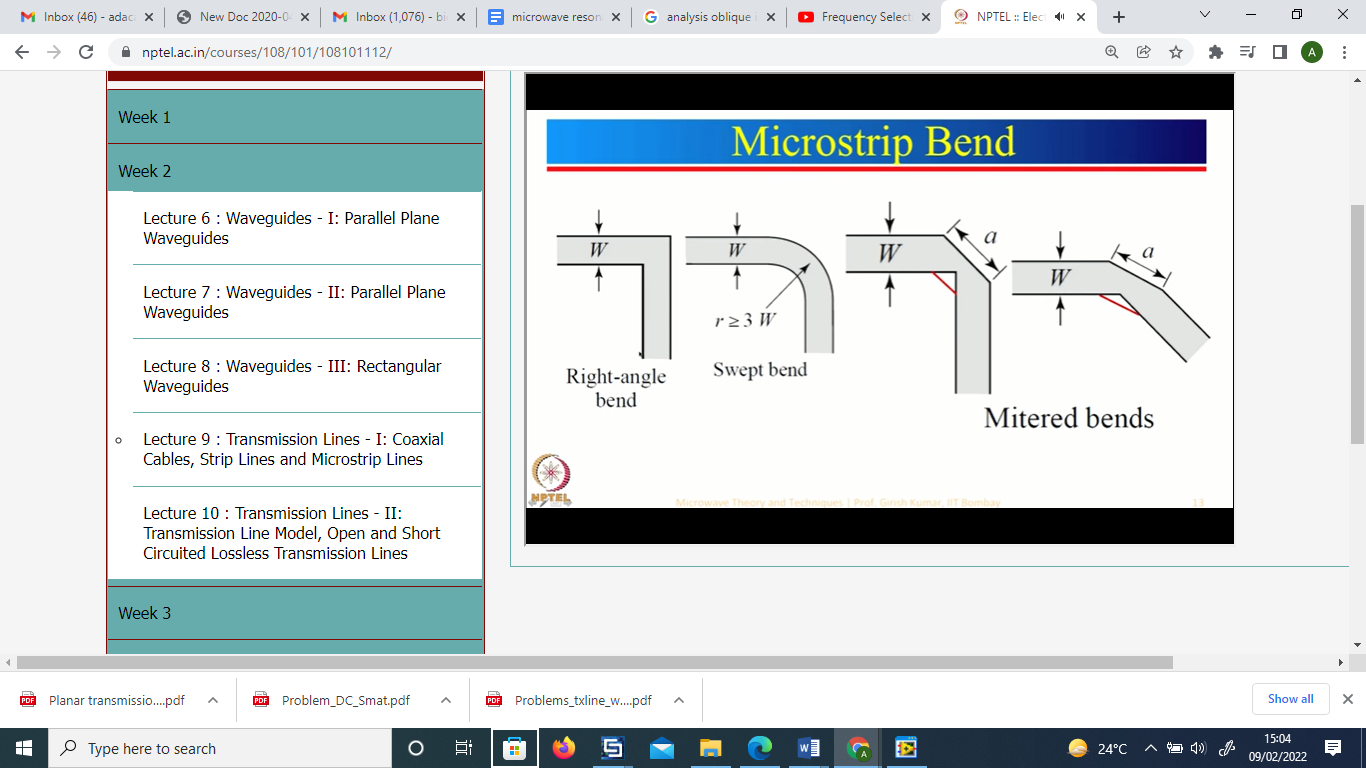 Inbox (46) - adac
New Doc 2020-0
Inbox (1,076) - bi
microwave reson
analysis oblique i
Frequency Select
NPTEL :: Elec
nptel.ac.in/courses/108/101/108101112/
A
Week 1
Week 2
Lecture 6 : Waveguides - I: Parallel Plane
Waveguides
Lecture 7 : Waveguides - II: Parallel Plane
Waveguides
Lecture 8 : Waveguides - III: Rectangular
Waveguides
Lecture 9 : Transmission Lines - I: Coaxial
Cables, Strip Lines and Microstrip Lines
Lecture 10 : Transmission Lines - II:
Transmission Line Model, Open and Short
Circuited Lossless Transmission Lines
Week 3
Microstrip Bend
W
W
r ≥ 3 W
W
a
W
a
Right-angle
bend
Swept bend
Mitered bends
NPTEL
Microwave Theory and Techniques | Prof. Girish Kumar, IIT Bombay
13
PDF
Planar transmissio....pdf
PDF
Problem_DC_Smat.pdf
PDF
Problems_txline_w....pdf
Show all
Type here to search
24°C
15:04
09/02/2022